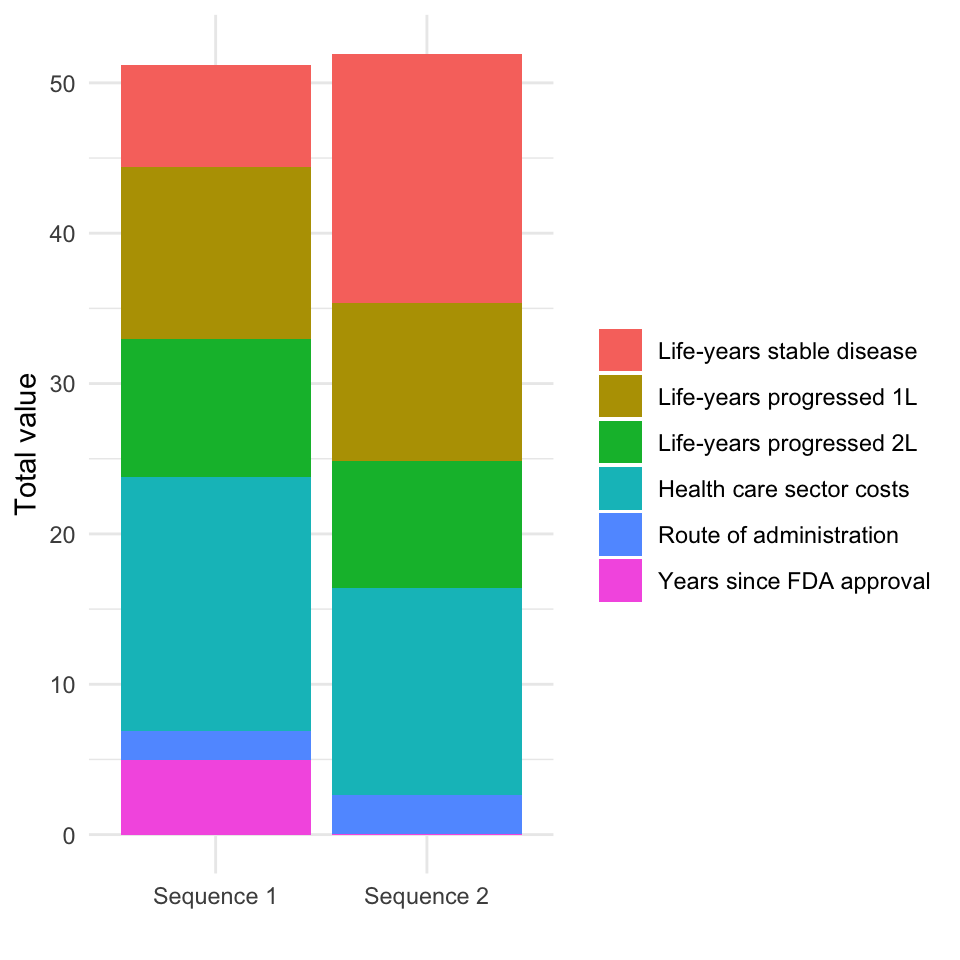 Total value
50
40
30
20
10
0
Sequence 1
Sequence 2
Life-years stable disease
Life-years progressed 1L
Life-years progressed 2L
Health care sector costs
Route of administration
Years since FDA approval